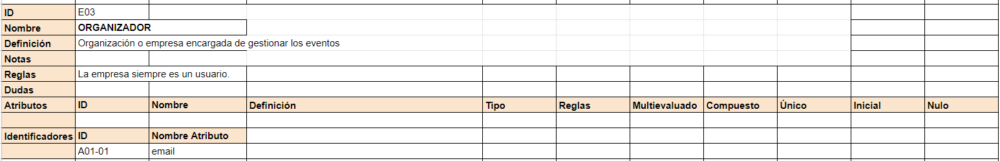 ID E03
Nombre ORGANIZADOR
Definición Organización o empresa encargada de gestionar los eventos
Notas
Reglas La empresa siempre es un usuario.
Dudas
Atributos ID Nombre Definición Tipo Reglas Multievaluado Compuesto Único Inicial Nulo
Identificadores ID Nombre Atributo
A01-01 email